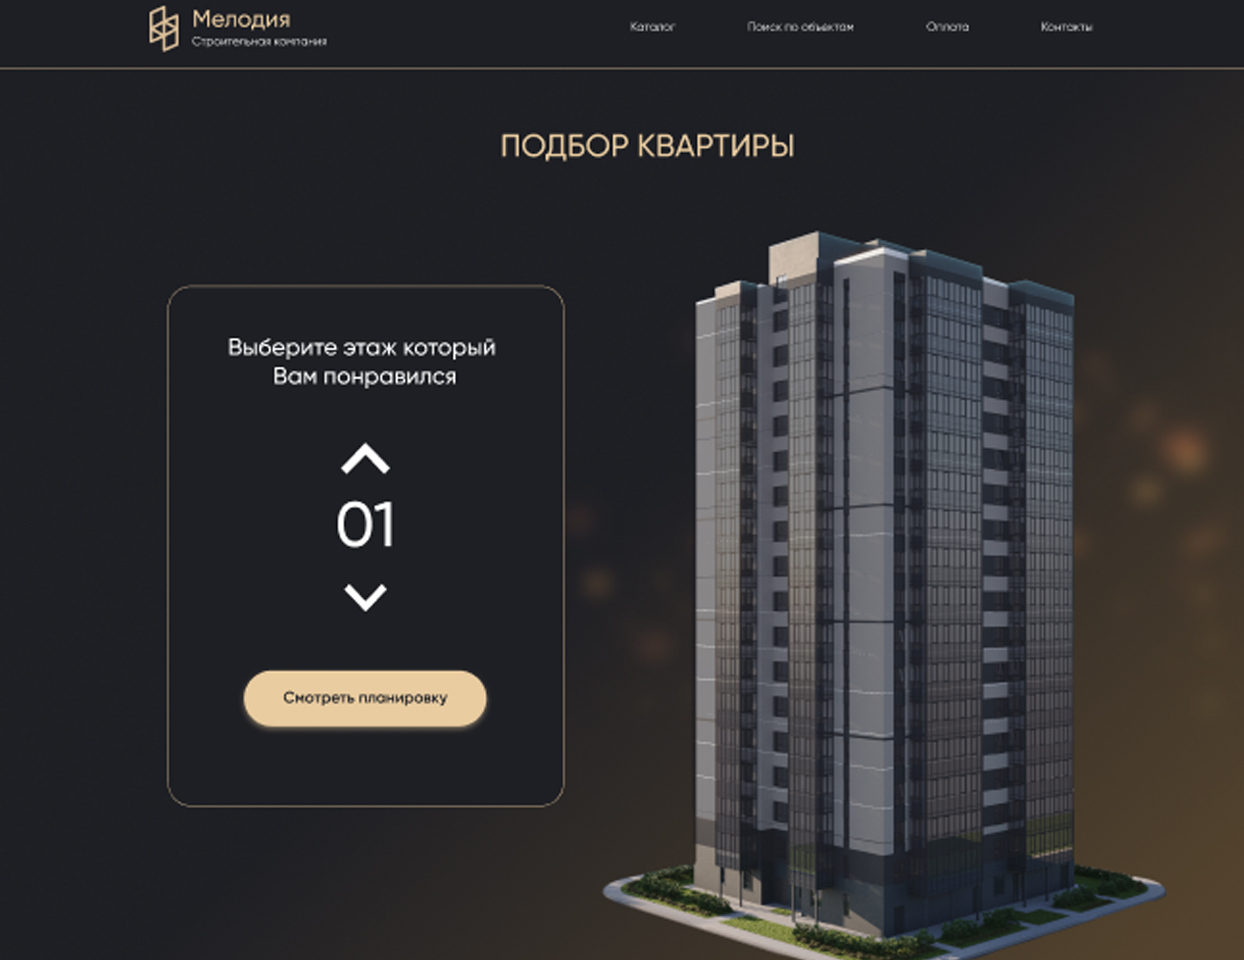 Мелодия
Строительная компания
Каталог
Поиск по объектам
Оплата
Контакты
ПОДБОР КВАРТИРЫ
Выберите этаж который
Вам понравился
01
Смотреть планировку